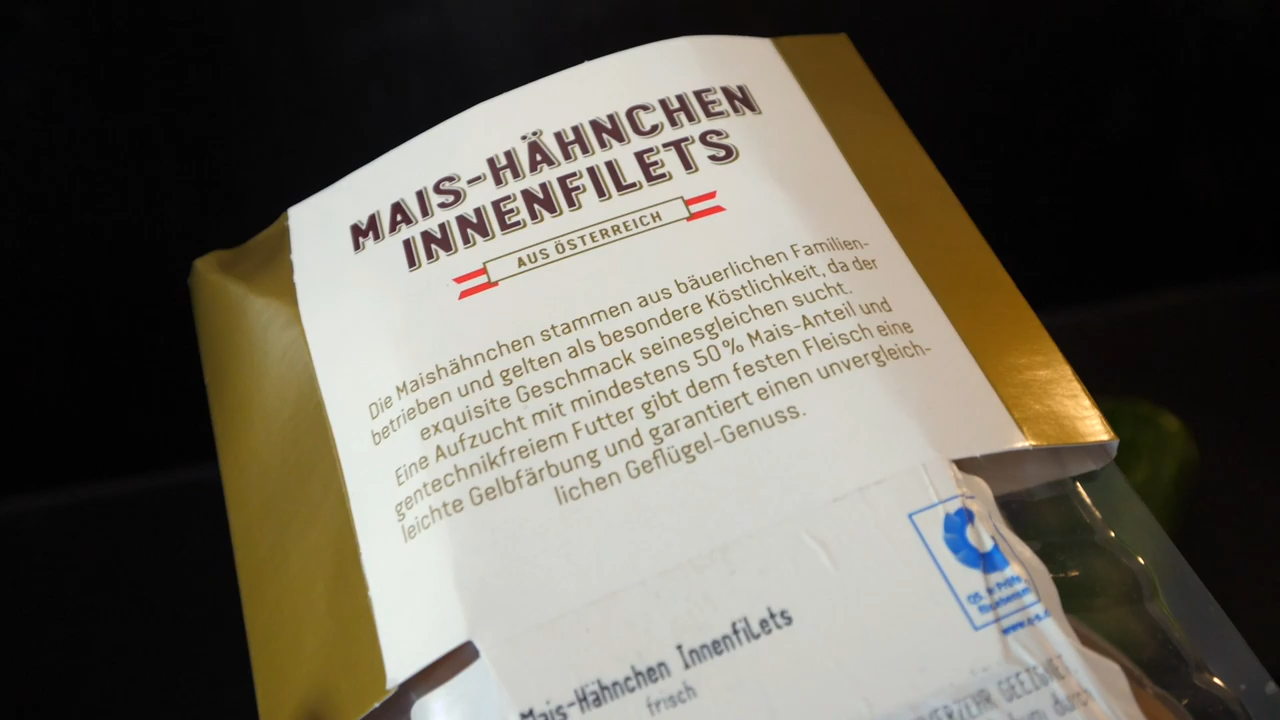 MAIS-HÄHNCHEN
INNENFILETS
AUS ÖSTERREICH
Die Maishähnchen stammen aus bäuerlichen Familien-
betrieben und gelten als besondere Köstlichkeit, da der
exquisite Geschmack seinesgleichen sucht.
Eine Aufzucht mit mindestens 50 % Mais-Anteil und
gentechnikfreiem Futter gibt dem festen Fleisch eine
leichte Gelbfärbung und garantiert einen unvergleich-
lichen Geflügel-Genuss.
Mais-Hähnchen Innenfilets
frisch
GEEIGNET